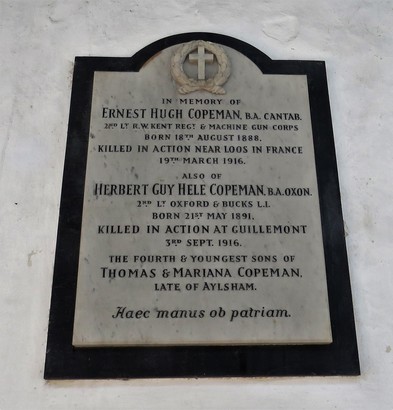 IN MEMORY OF
ERNEST HUGH COPEMAN, B.A. CANTAB.
2ND LT R.W. KENT REGT & MACHINE GUN CORPS
BORN 18TH AUGUST 1888.
KILLED IN ACTION NEAR LOOS IN FRANCE
19TH MARCH 1916.
ALSO OF
HERBERT GUY HELE COPEMAN, B.A. OXON.
2ND LT OXFORD & BUCKS L.I.
BORN 21ST MAY 1891,
KILLED IN ACTION AT GUILLEMONT
3RD SEPT. 1916.
THE FOURTH & YOUNGEST SONS OF
THOMAS & MARIANA COPEMAN,
LATE OF AYLSHAM.
Haec manus ob patriam.